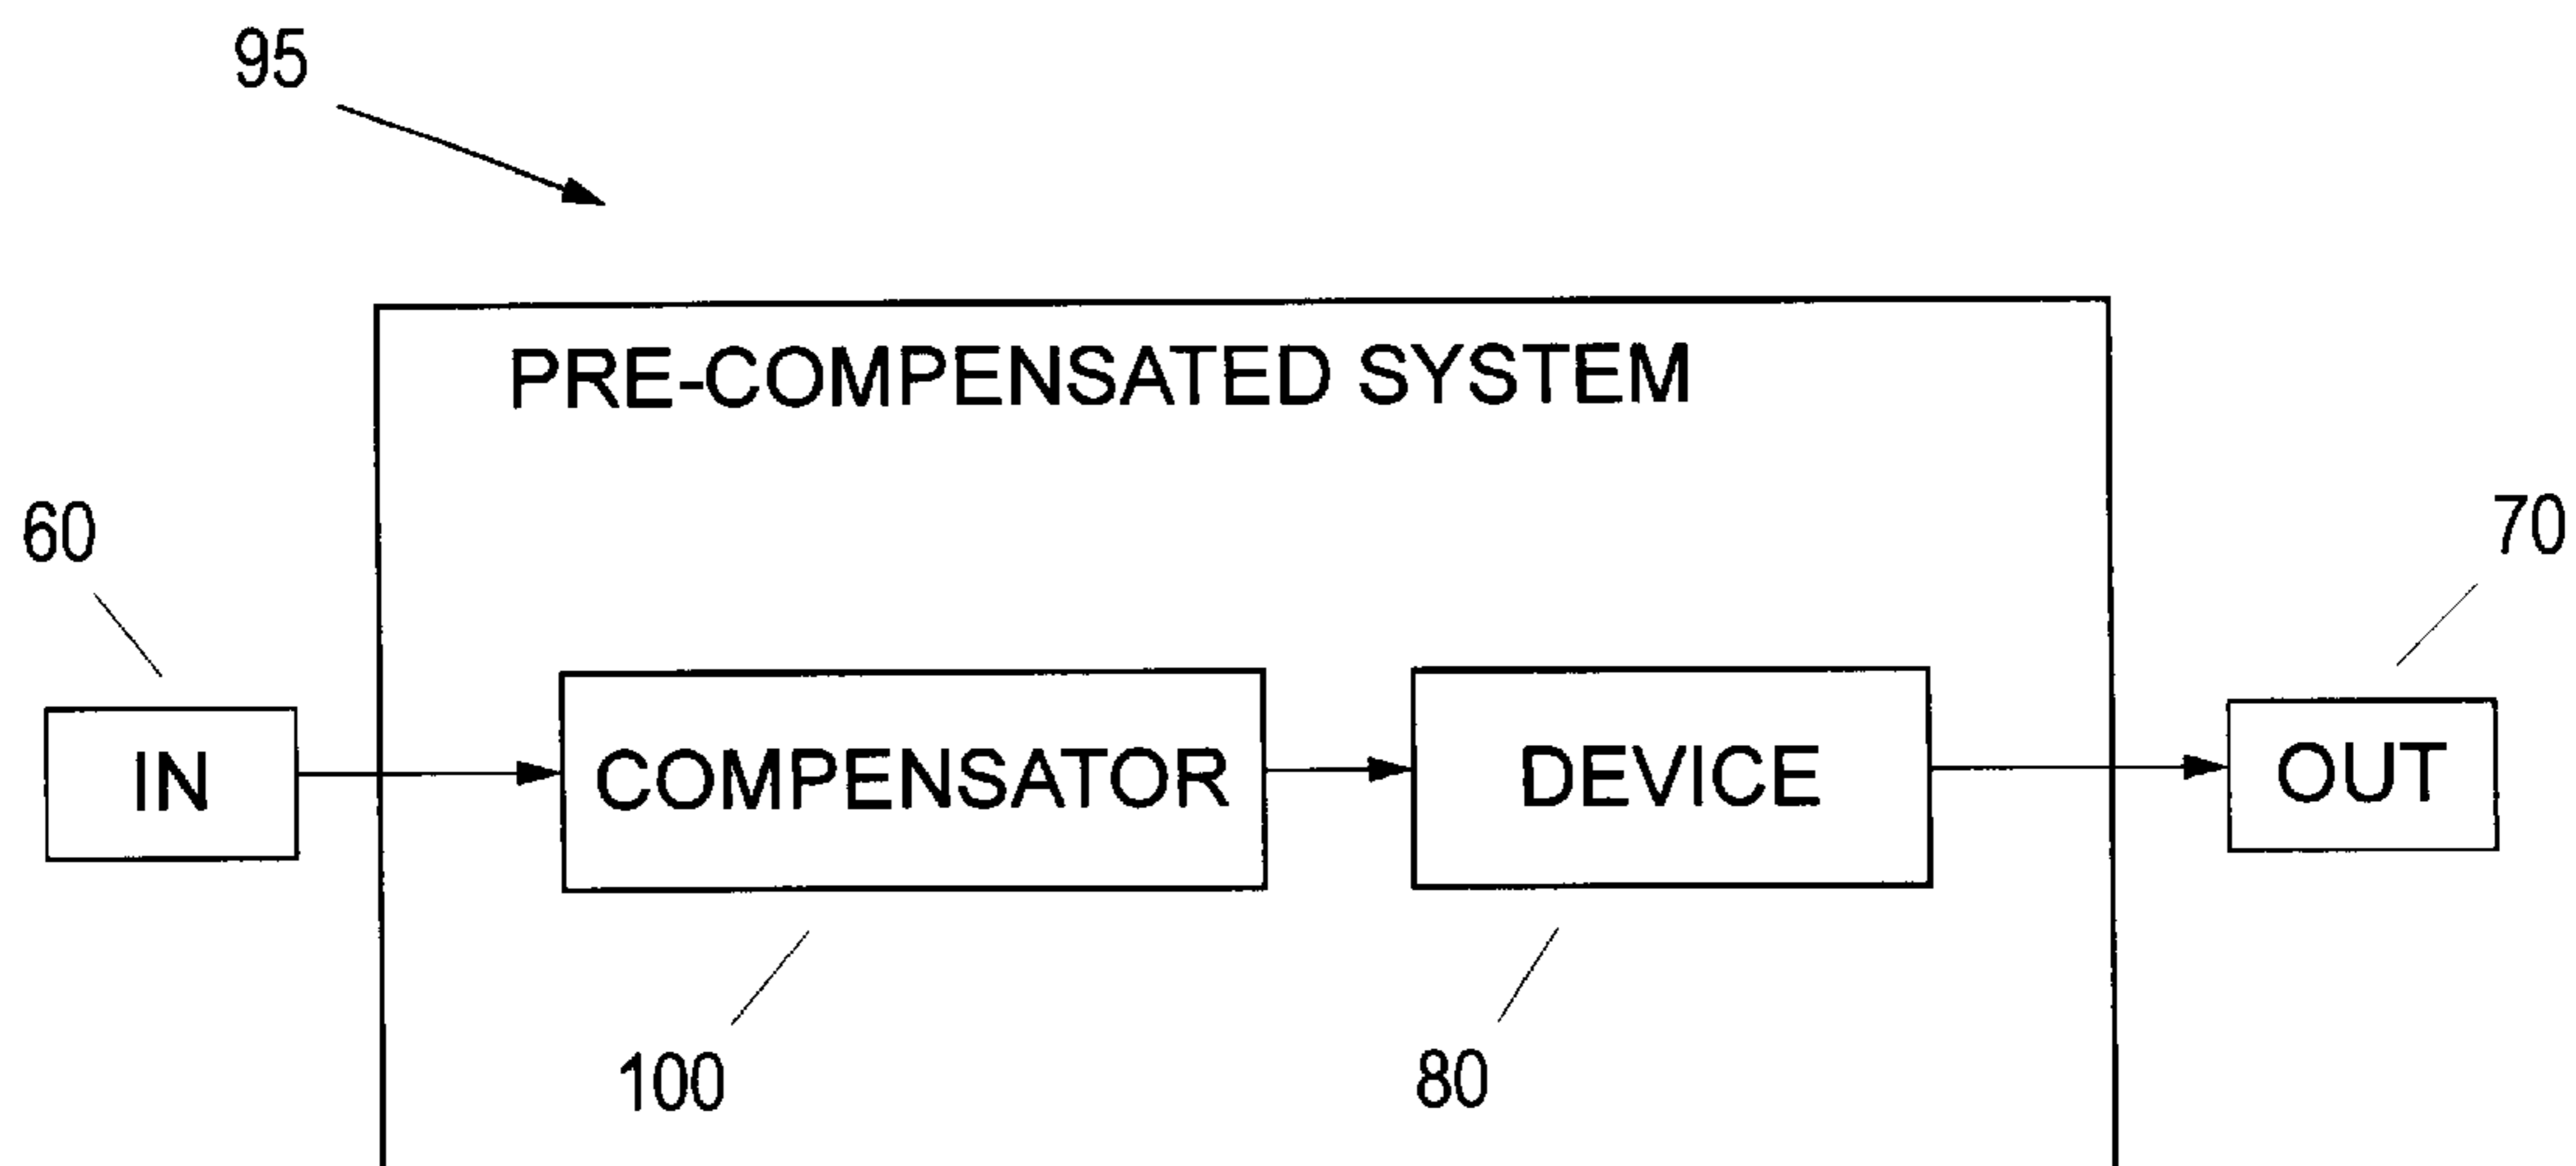 95
PRE-COMPENSATED SYSTEM
60
70
IN
COMPENSATOR
DEVICE
OUT
100
80